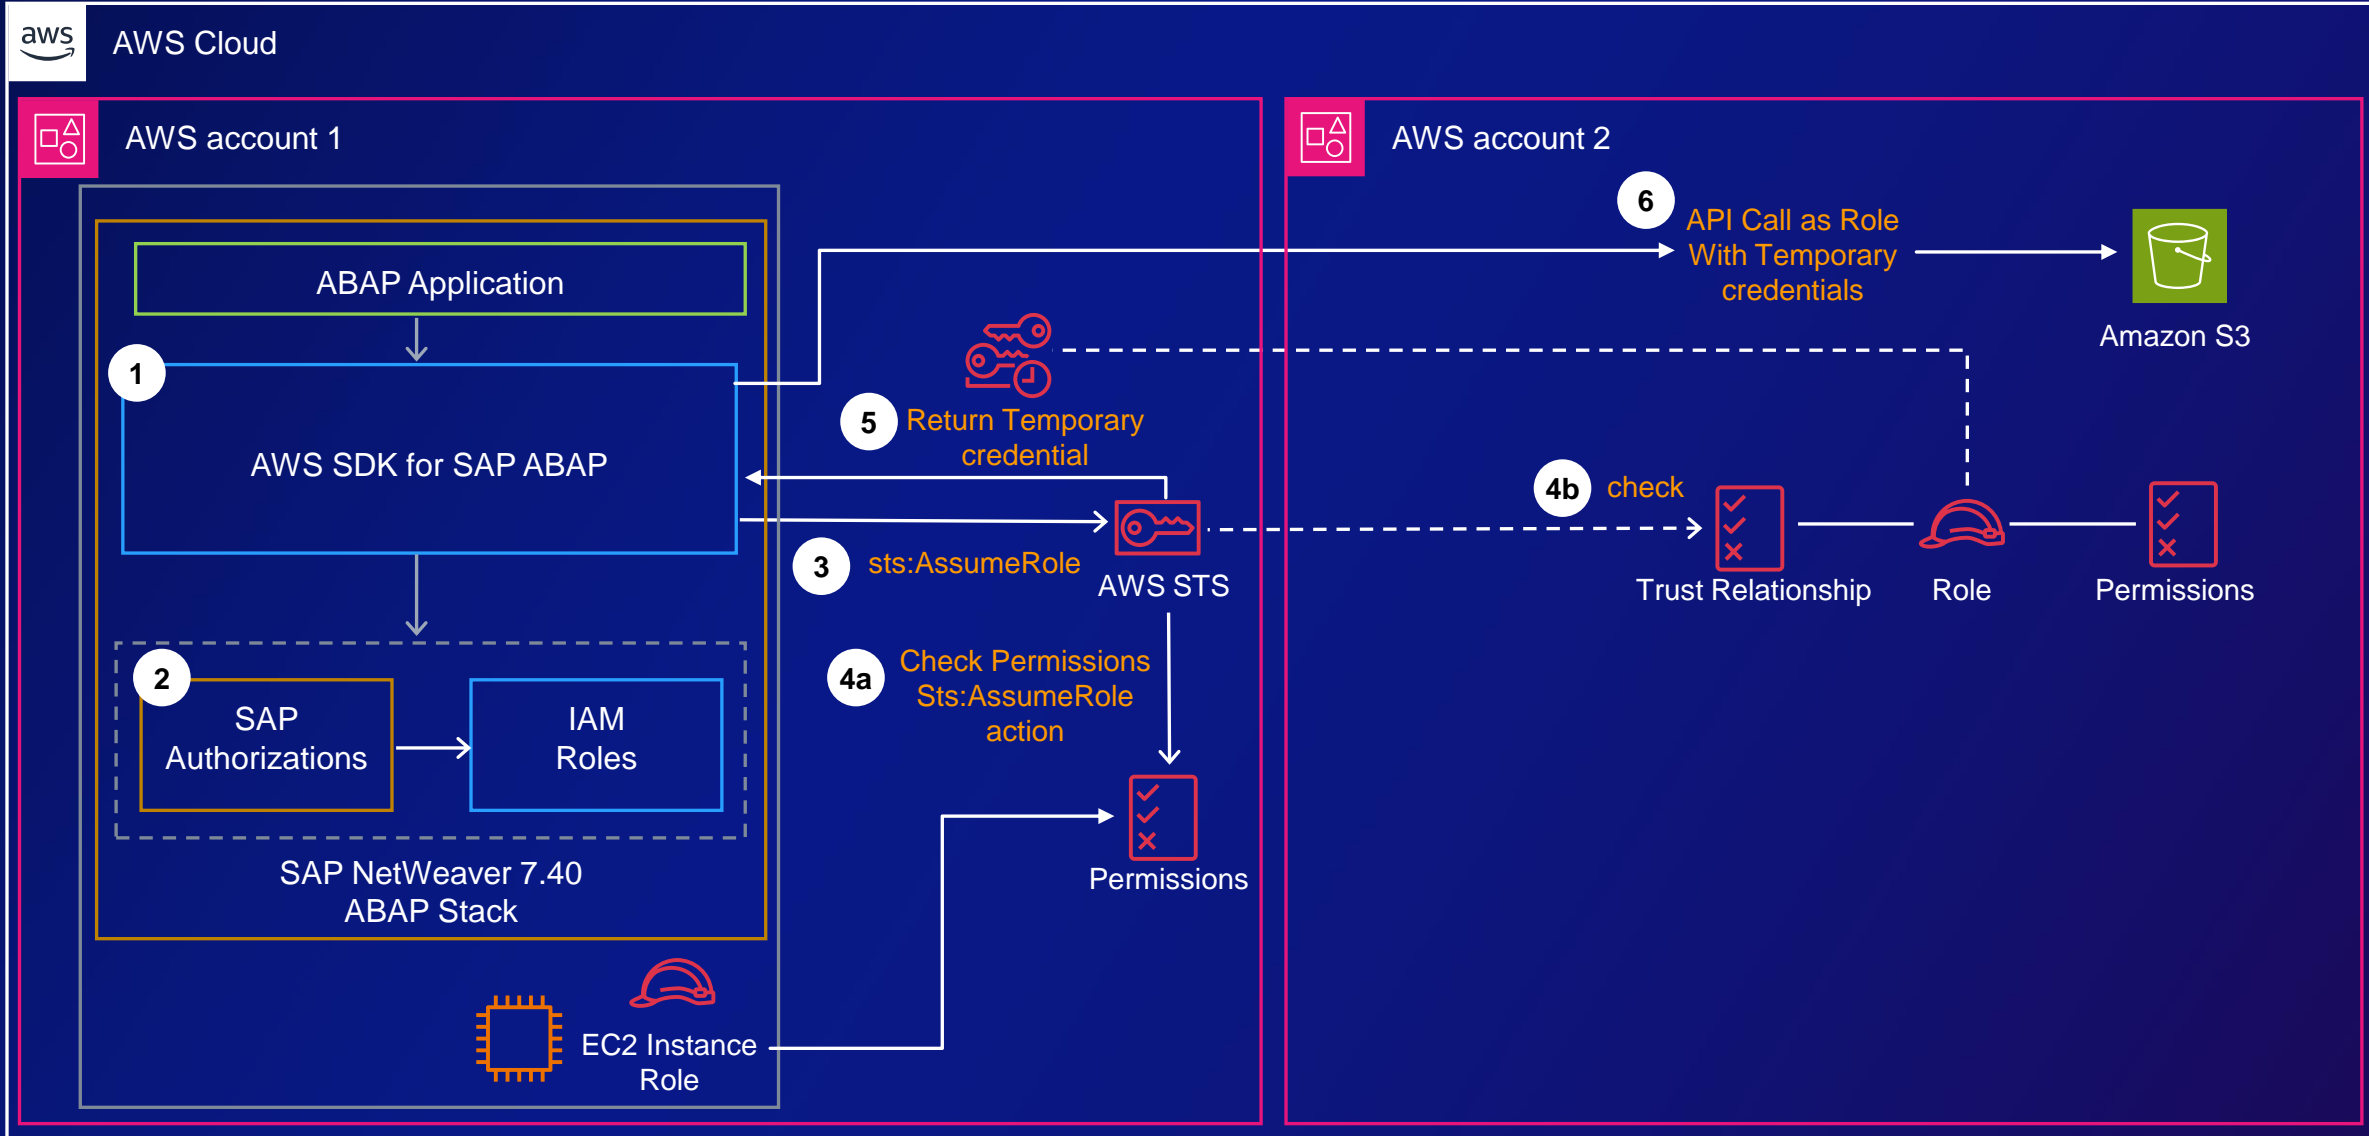 aws
AWS Cloud
AWS account 1
ABAP Application
1
AWS SDK for SAP ABAP
2
SAP
Authorizations
IAM
Roles
SAP NetWeaver 7.40
ABAP Stack
EC2 Instance
Role
5
Return Temporary
credential
3
sts:AssumeRole
AWS STS
4a
Check Permissions
Sts:AssumeRole
action
Permissions
AWS account 2
6
API Call as Role
With Temporary
credentials
Amazon S3
4b
check
Trust Relationship
Role
Permissions